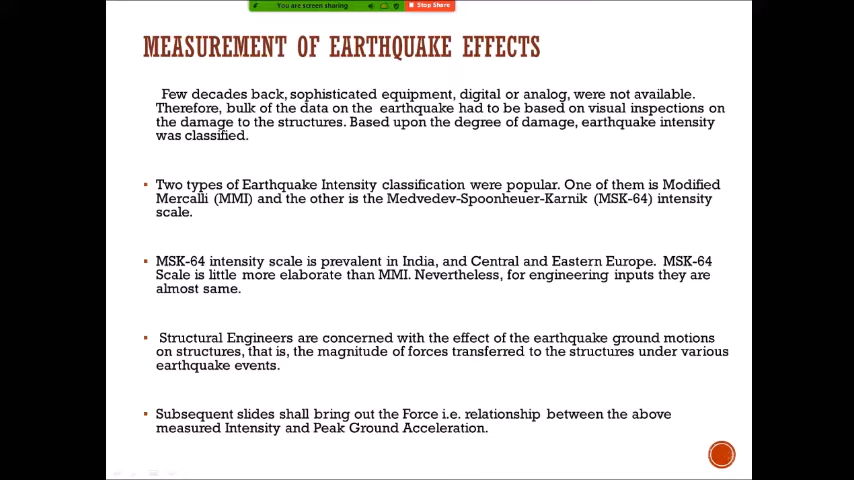 You are screen sharing
Stop Share
MEASUREMENT OF EARTHQUAKE EFFECTS
Few decades back, sophisticated equipment, digital or analog, were not available.
Therefore, bulk of the data on the earthquake had to be based on visual inspections on
the damage to the structures. Based upon the degree of damage, earthquake intensity
was classified.
▪ Two types of Earthquake Intensity classification were popular. One of them is Modified
Mercalli (MMI) and the other is the Medvedev-Spoonheuer-Karnik (MSK-64) intensity
scale.
▪ MSK-64 intensity scale is prevalent in India, and Central and Eastern Europe. MSK-64
Scale is little more elaborate than MMI. Nevertheless, for engineering inputs they are
almost same.
▪ Structural Engineers are concerned with the effect of the earthquake ground motions
on structures, that is, the magnitude of forces transferred to the structures under various
earthquake events.
▪ Subsequent slides shall bring out the Force i.e. relationship between the above
measured Intensity and Peak Ground Acceleration.